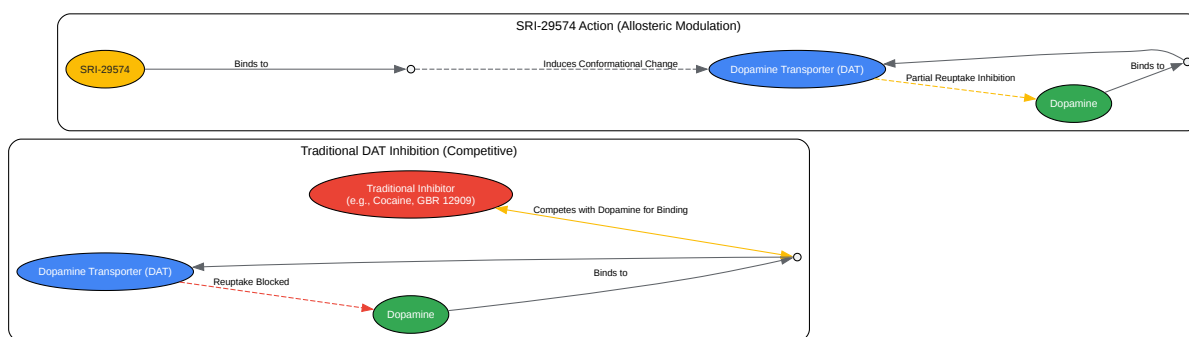 SRI-29574 Action (Allosteric Modulation)
SRI-29574
Binds to
Induces Conformational Change
Dopamine Transporter (DAT)
Binds to
Partial Reuptake Inhibition
Dopamine
Traditional DAT Inhibition (Competitive)
Traditional Inhibitor
(e.g., Cocaine, GBR 12909)
Competes with Dopamine for Binding
Dopamine Transporter (DAT)
Reuptake Blocked
Binds to
Dopamine